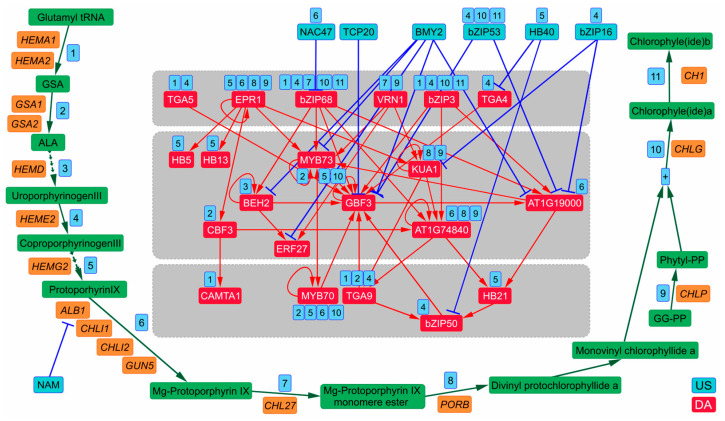 Glutamyl tRNA
HEMA1
HEMA2
1
GSA
GSA1
GSA2
2
ALA
HEMD
3
UroporphyrinogenIII
HEME2
4
CoproporphyrinogenIII
HEMG2
5
ProtoporhyrinIX
ALB1
CHLI1
CHLI2
GUN5
6
NAM
Mg-Protoporphyrin IX
7
CHL27
Mg-Protoporphyrin IX
monomere ester
8
PORB
Divinyl protochlorophyllide a
Monovinyl chlorophyllide a
GG-PP
9
CHLP
Phytyl-PP
+
10
CHLG
Chlorophyle(ide)a
11
CH1
Chlorophyle(ide)b
6
4 10 11
5
4
NAC47
TCP20
BMY2
bZIP53
HB40
bZIP16
1 4
5 6 8 9
1 4 7 10 11
7 9
1 4 10 11
4
TGA5
EPR1
bZIP68
VRN1
bZIP3
TGA4
5
HB5
5
HB13
MYB73
2 5 10
8 9
KUA1
3
BEH2
GBF3
6
AT1G19000
2
CBF3
ERF27
AT1G74840
6 8 9
1
CAMTA1
MYB70
2 5 6 10
1 2 4
TGA9
4
bZIP50
5
HB21
US
DA